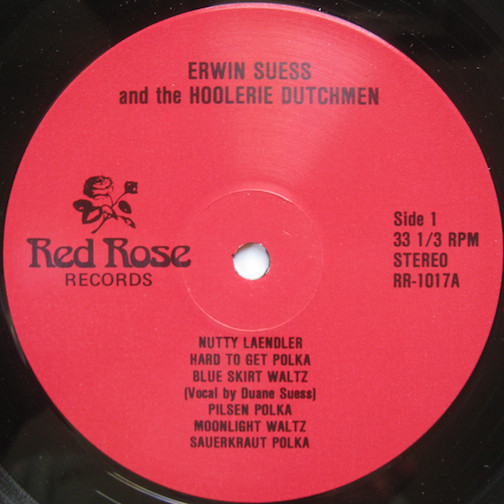 ERWIN SUESS
and the HOOLERIE DUTCHMEN
Red Rose
RECORDS
Side 1
33 1/3 RPM
STEREO
RR-1017A
NUTTY LAENDLER
HARD TO GET POLKA
BLUE SKIRT WALTZ
(Vocal by Duane Suess)
PILSEN POLKA
MOONLIGHT WALTZ
SAUERKRAUT POLKA